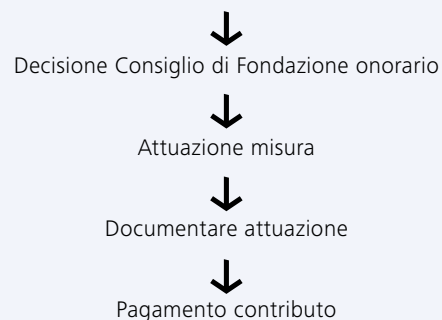 Decisione Consiglio di Fondazione onorario
Attuazione misura
Documentare attuazione
Pagamento contributo